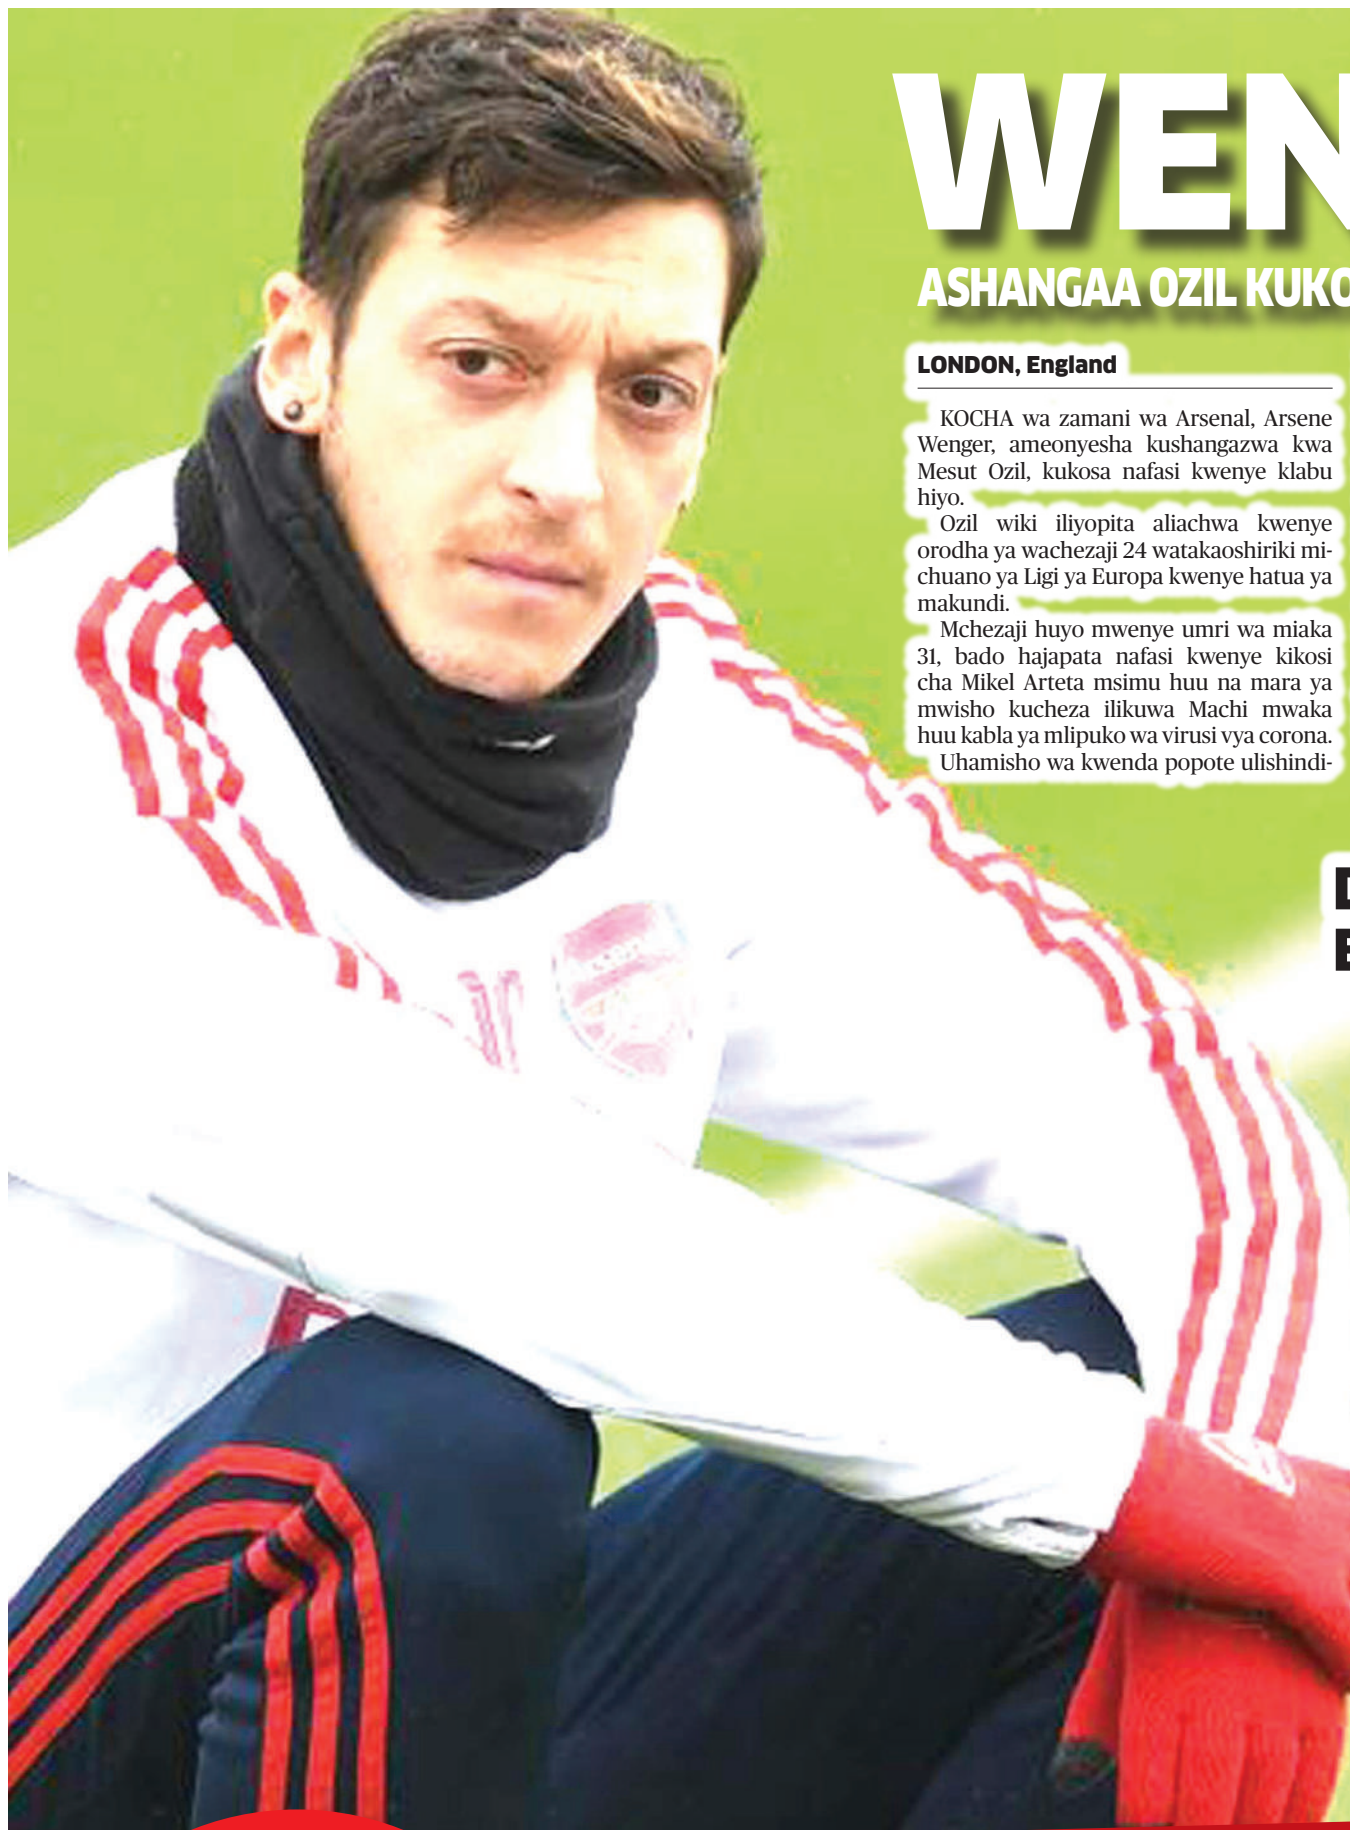 WEN
ASHANGAA OZIL KUKO
LONDON, England
KOCHA wa zamani wa Arsenal, Arsene
Wenger, ameonyesha kushangazwa kwa
Mesut Ozil, kukosa nafasi kwenye klabu
hiyo.
Ozil wiki iliyopita aliachwa kwenye
orodha ya wachezaji 24 watakaoshiriki mi-
chuano ya Ligi ya Europa kwenye hatua ya
makundi.
Mchezaji huyo mwenye umri wa miaka
31, bado hajapata nafasi kwenye kikosi
cha Mikel Arteta msimu huu na mara ya
mwisho kucheza ilikuwa Machi mwaka
huu kabla ya mlipuko wa virusi vya corona.
Uhamisho wa kwenda popote ulishindi-